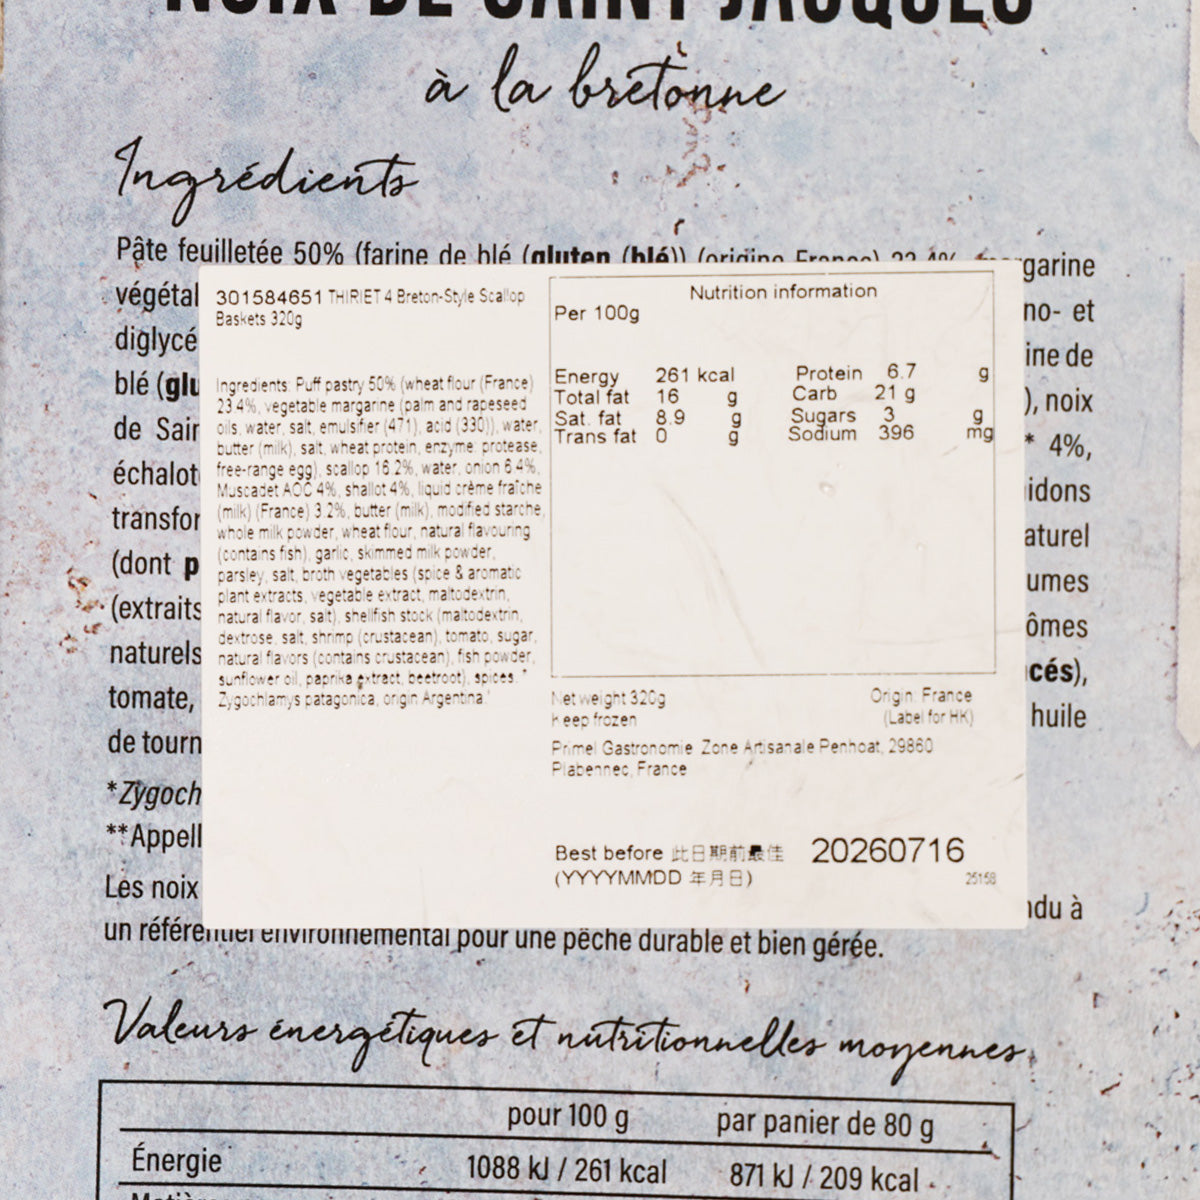 NOIX DE SAINT JACQUES
à la bretonne
Ingrédients
Pâte feuilletée 50% (farine de blé (gluten (blé)) (origine France) 23,4%, margarine
végétal
no- et
diglycé
ine de
blé (glu
), noix
de Sain
* 4%,
échalot
idons
transfor
aturel
(dont p
umes
(extraits
ômes
naturels
cés),
tomate,
huile
de tourn
*Zygoch
**Appell
Les noix
ndu à
un référentiel environnemental pour une pêche durable et bien gérée.
301584651 THIRIET 4 Breton-Style Scallop
Baskets 320g
Ingredients: Puff pastry 50% (wheat flour (France)
23.4%, vegetable margarine (palm and rapeseed
oils, water, salt, emulsifier (471), acid (330)), water,
butter (milk), salt, wheat protein, enzyme: protease,
free-range egg), scallop 16.2%, water, onion 6.4%,
Muscadet AOC 4%, shallot 4%, liquid crème fraîche
(milk) (France) 3.2%, butter (milk), modified starche,
whole milk powder, wheat flour, natural flavouring
(contains fish), garlic, skimmed milk powder,
parsley, salt, broth vegetables (spice & aromatic
plant extracts, vegetable extract, maltodextrin,
natural flavor, salt), shellfish stock (maltodextrin,
dextrose, salt, shrimp (crustacean), tomato, sugar,
natural flavors (contains crustacean), fish powder,
sunflower oil, paprika extract, beetroot), spices. *
Zygochlamys patagonica, origin Argentina.
Nutrition information
Per 100g
Energy 261 kcal Protein 6.7 g
Total fat 16 g Carb 21 g
Sat. fat 8.9 g Sugars 3 g
Trans fat 0 g Sodium 396 mg
Net weight 320g Origin: France
Keep frozen (Label for HK)
Primel Gastronomie Zone Artisanale Penhoat, 29860
Plabennec, France
Best before 此日期前最佳 20260716
(YYYYMMDD 年月日) 25158
Valeurs énergétiques et nutritionnelles moyennes
pour 100 g par panier de 80 g
Énergie 1088 kJ / 261 kcal 871 kJ / 209 kcal